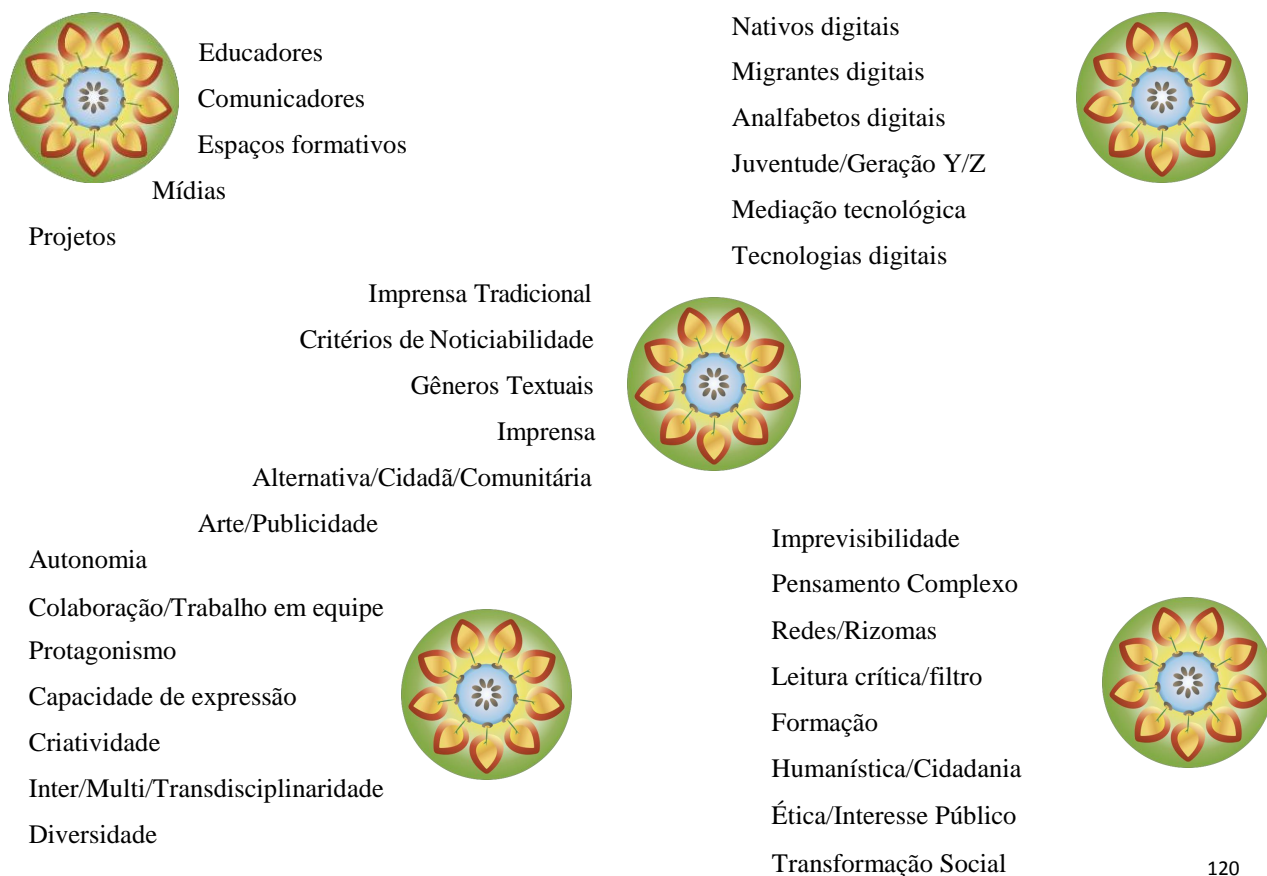 Educadores
Comunicadores
Espaços formativos
Mídias
Projetos
Nativos digitais
Migrantes digitais
Analfabetos digitais
Juventude/Geração Y/Z
Mediação tecnológica
Tecnologias digitais
Imprensa Tradicional
Critérios de Noticiabilidade
Gêneros Textuais
Imprensa
Alternativa/Cidadã/Comunitária
Arte/Publicidade
Autonomia
Colaboração/Trabalho em equipe
Protagonismo
Capacidade de expressão
Criatividade
Inter/Multi/Transdisciplinaridade
Diversidade
Imprevisibilidade
Pensamento Complexo
Redes/Rizomas
Leitura crítica/filtro
Formação
Humanística/Cidadania
Ética/Interesse Público
Transformação Social
120